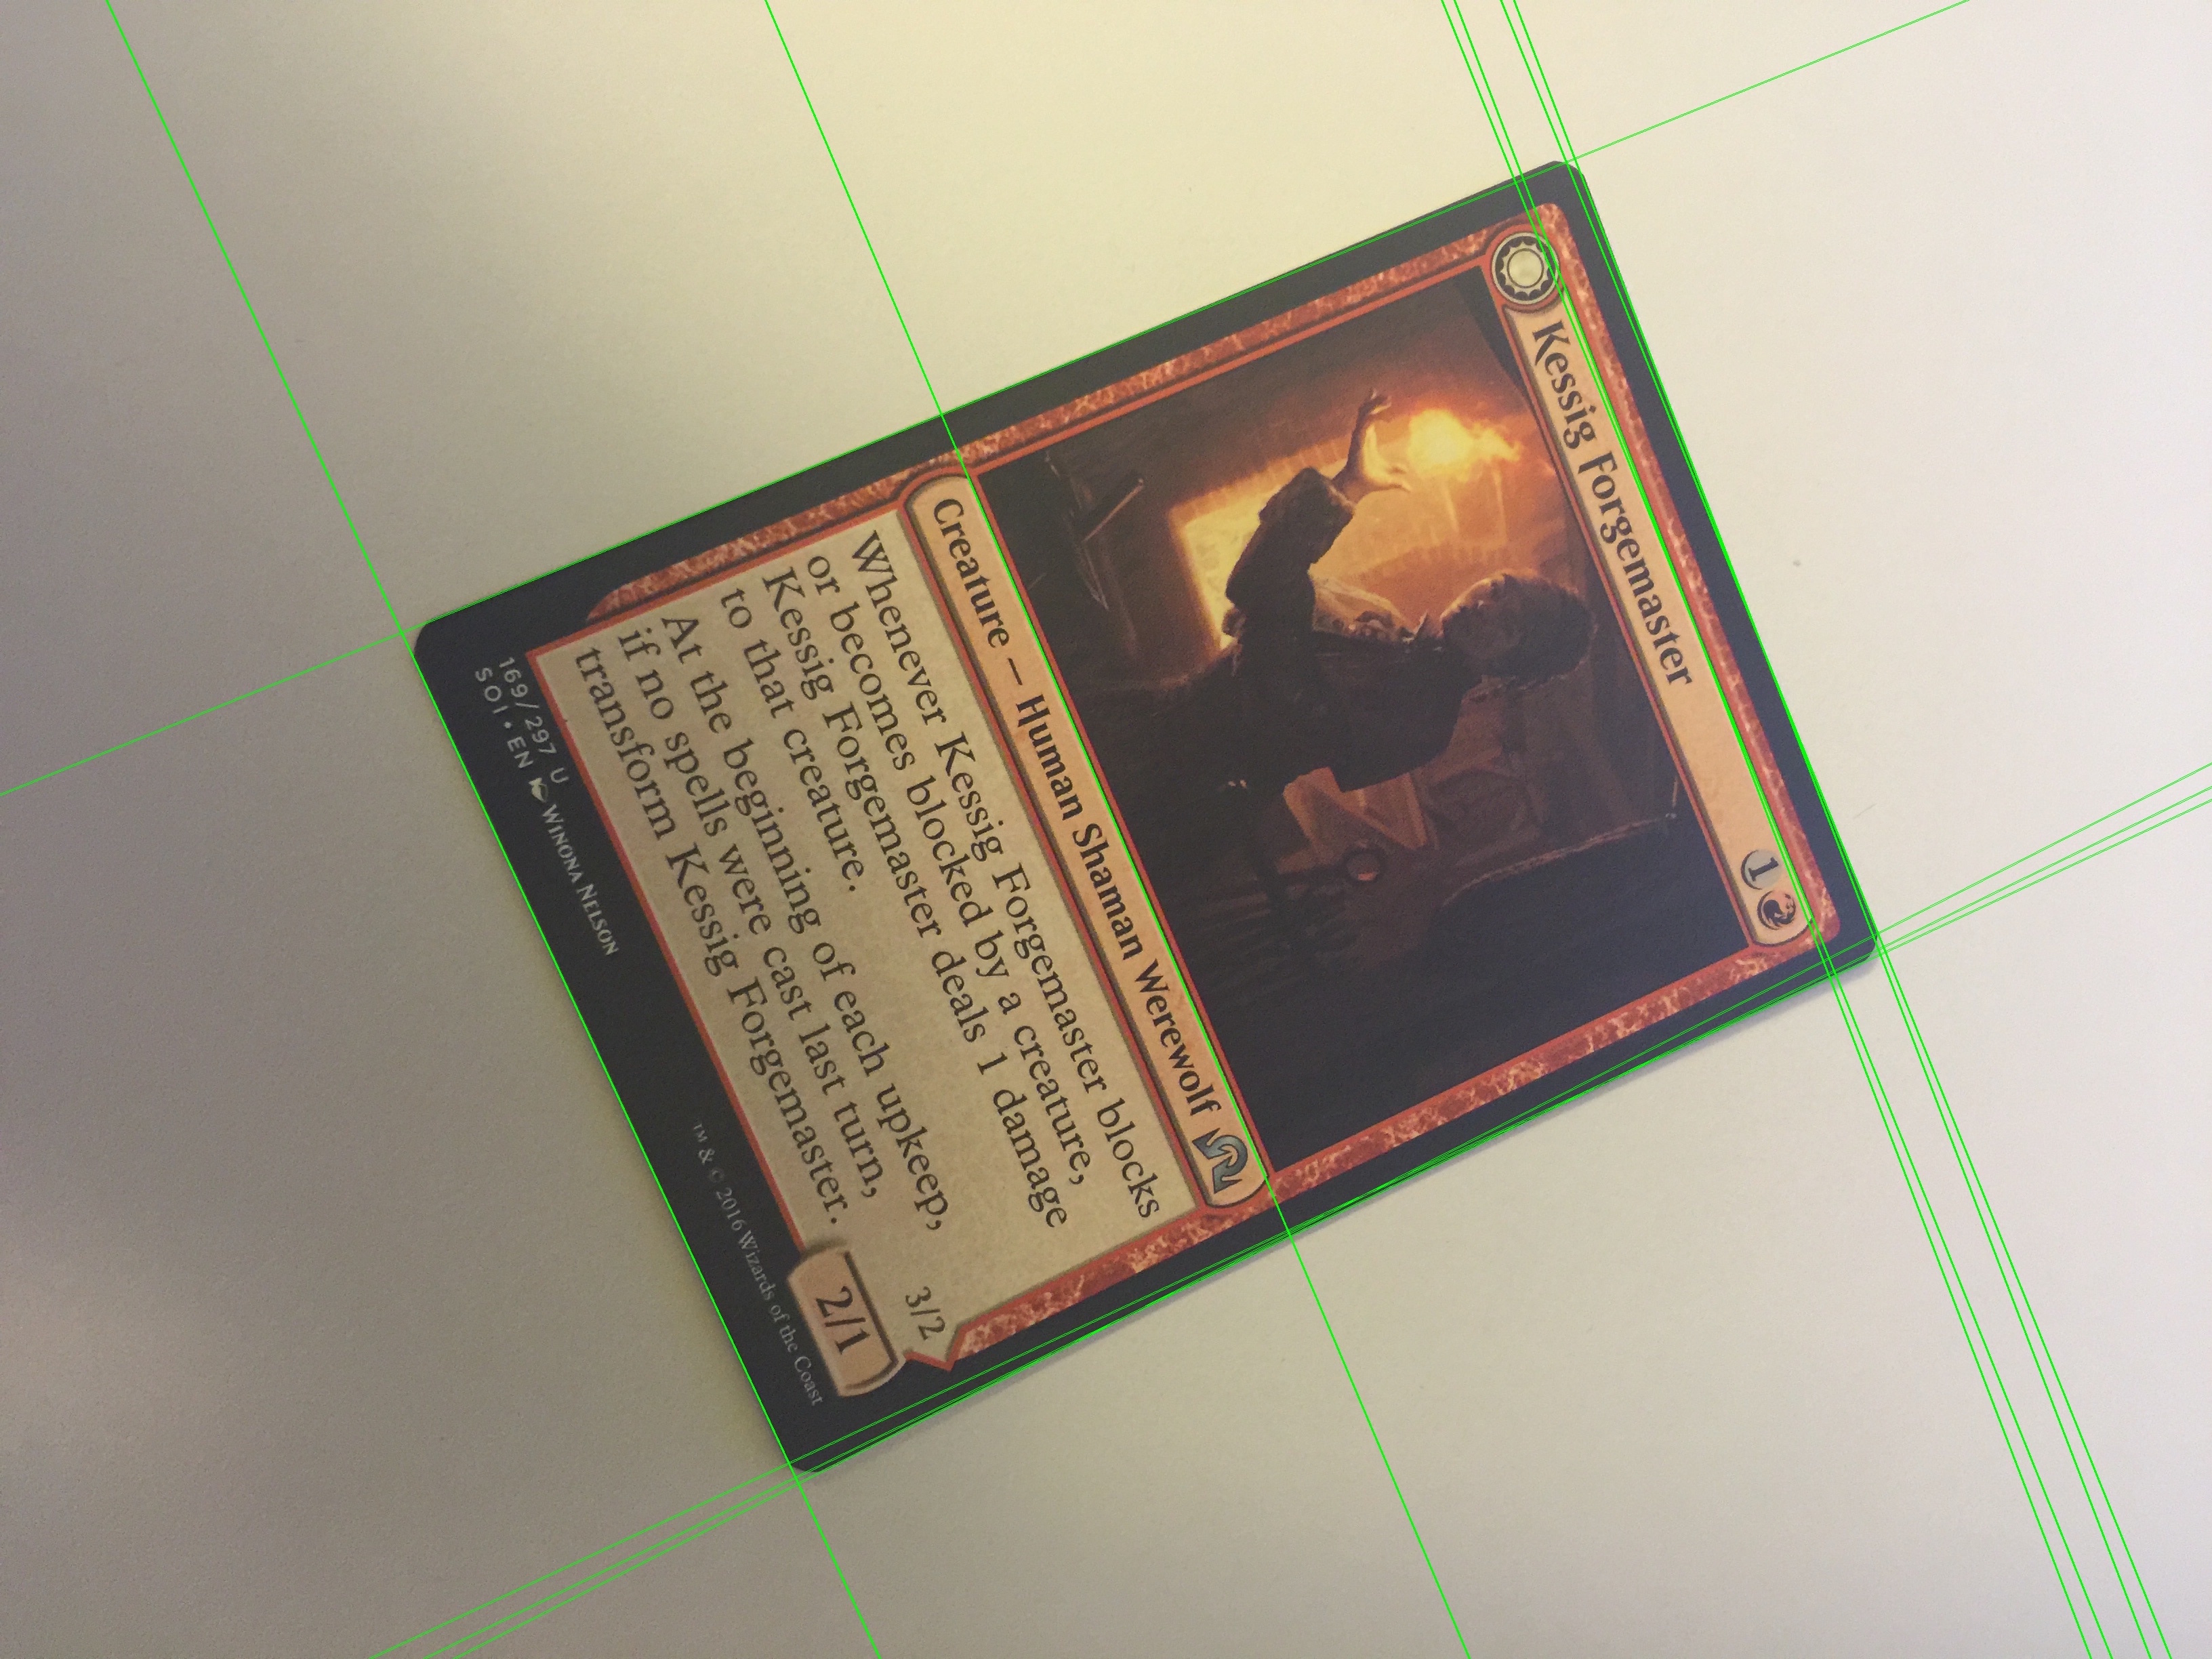 Kessig Forgemaster 1
Creature — Human Shaman Werewolf
Whenever Kessig Forgemaster blocks
or becomes blocked by a creature,
Kessig Forgemaster deals 1 damage
to that creature.
At the beginning of each upkeep,
if no spells were cast last turn,
transform Kessig Forgemaster.
3/2
2/1
169/297 U
SOI • EN WINONA NELSON
™ & © 2016 Wizards of the Coast